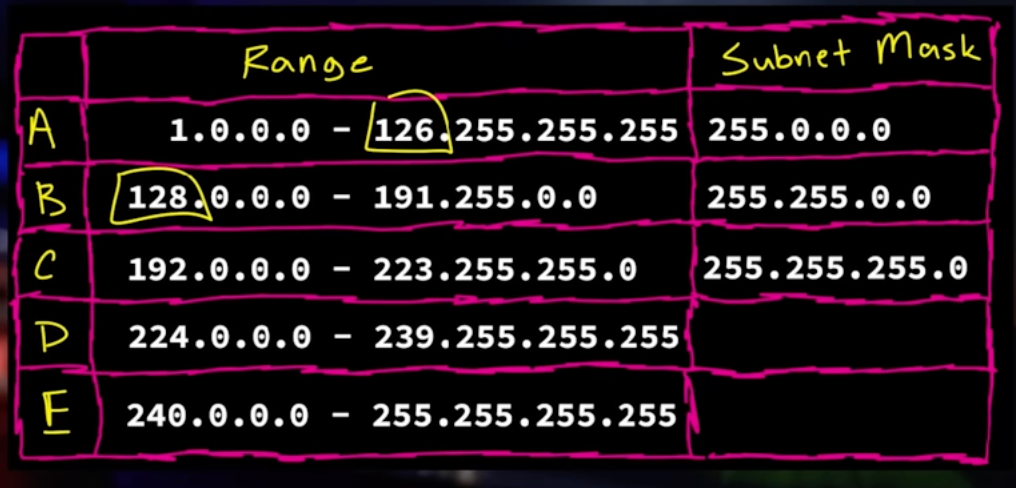 Range Subnet Mask
A 1.0.0.0 - 126.255.255.255 255.0.0.0
B 128.0.0.0 - 191.255.0.0 255.255.0.0
C 192.0.0.0 - 223.255.255.0 255.255.255.0
D 224.0.0.0 - 239.255.255.255
E 240.0.0.0 - 255.255.255.255